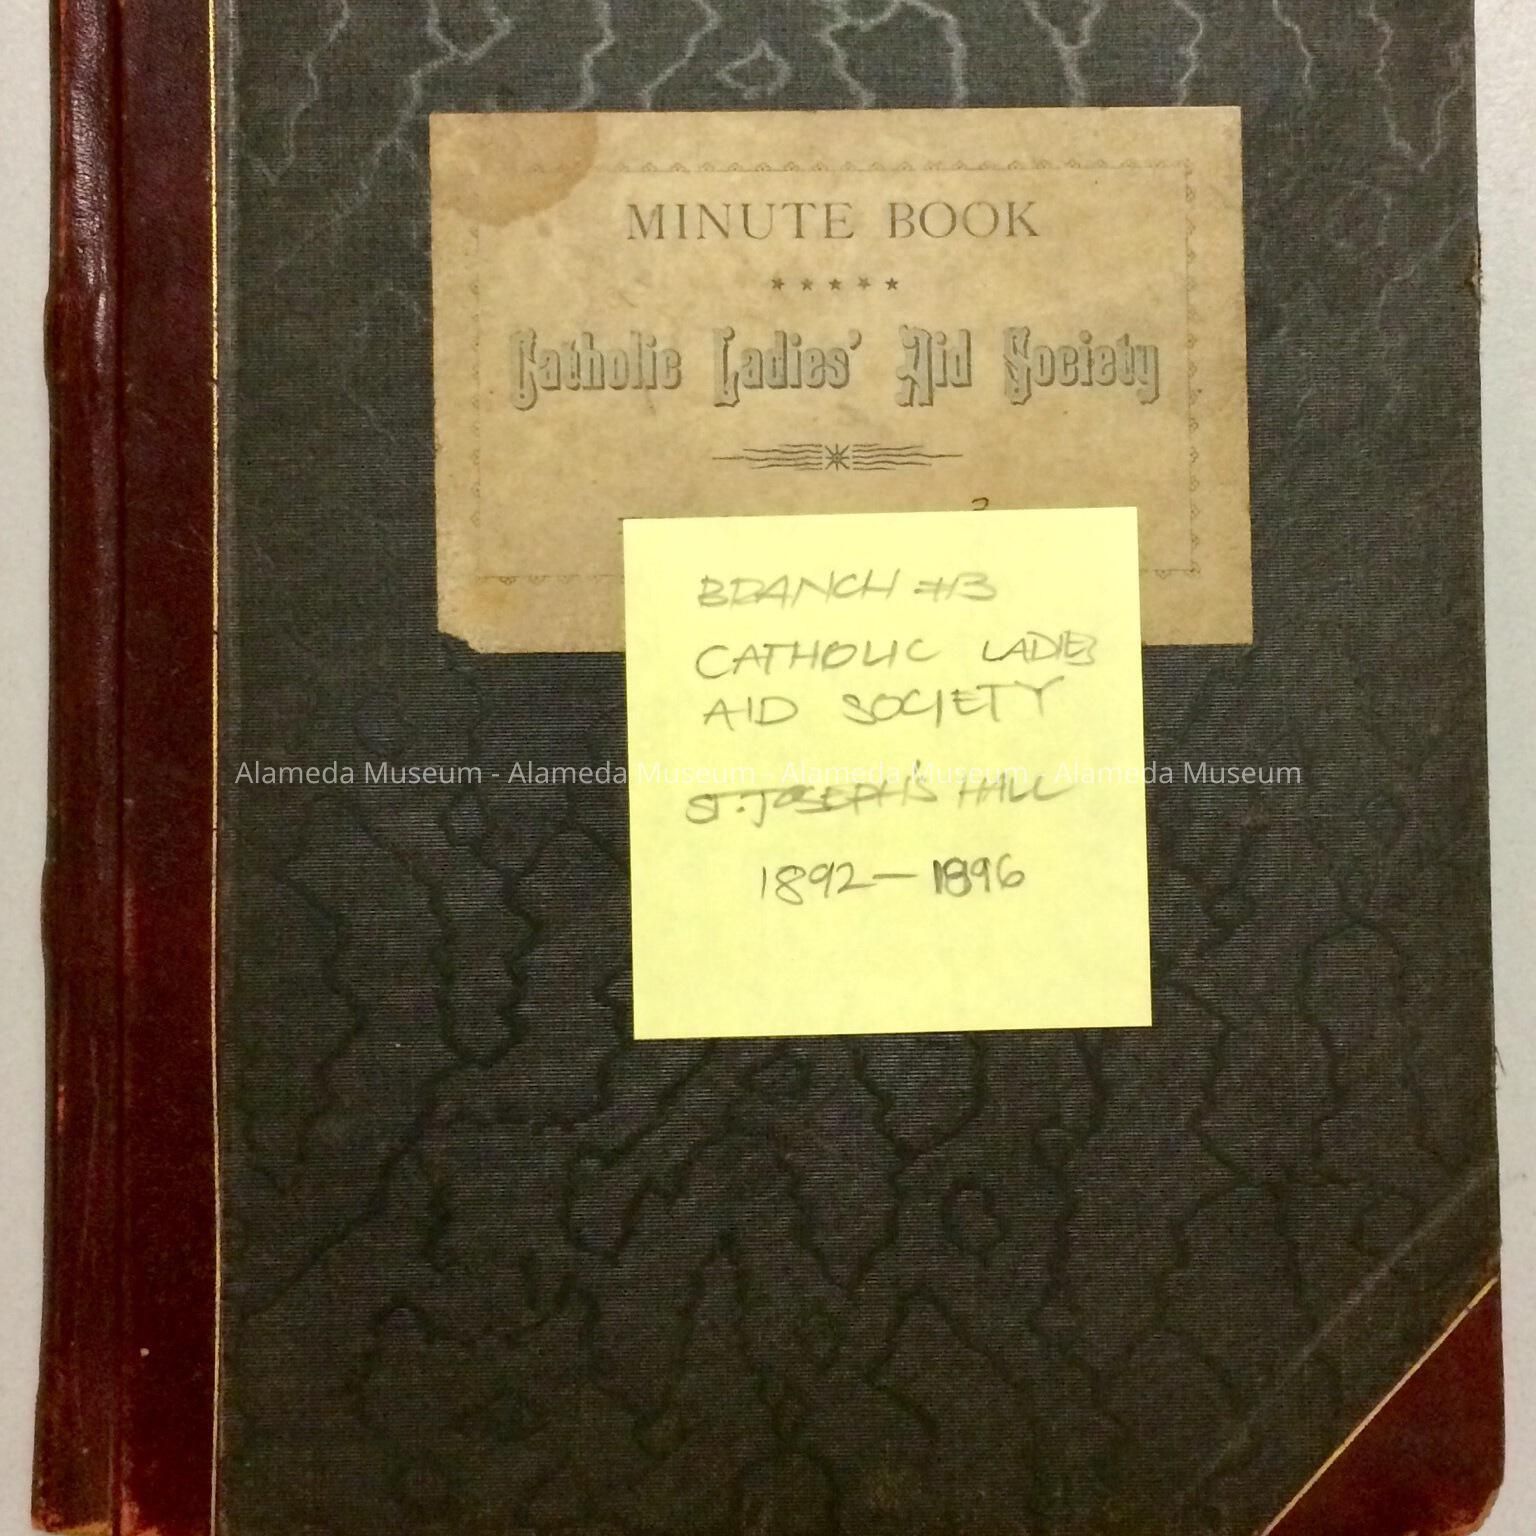 MINUTE BOOK
★★★★★
Catholic Ladies' Aid Society
BRANCH #3
CATHOLIC LADIES
AID SOCIETY
Alameda Museum - Alameda Museum - Alameda Museum - Alameda Museum
ST. JOSEPH'S HALL
1892—1896